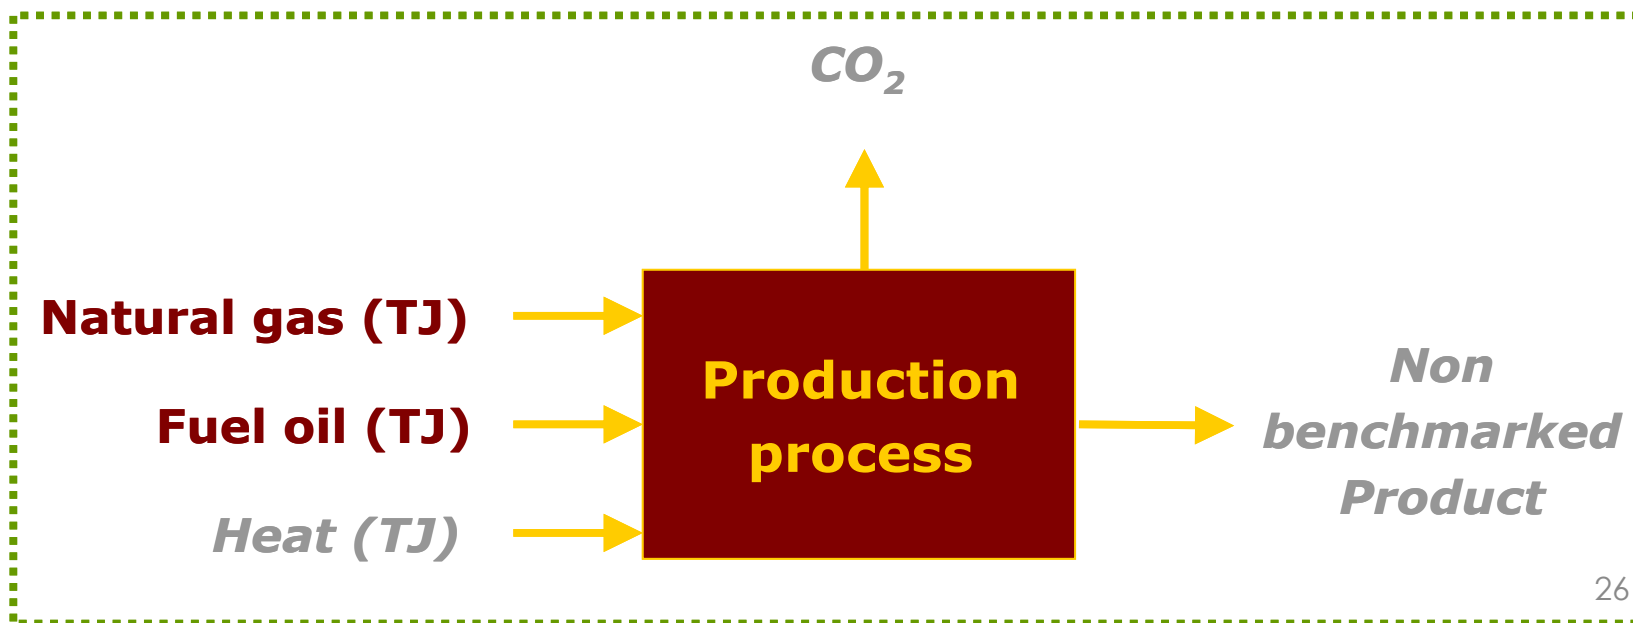 CO₂
Natural gas (TJ)
Fuel oil (TJ)
Heat (TJ)
Production
process
Non
benchmarked
Product
26